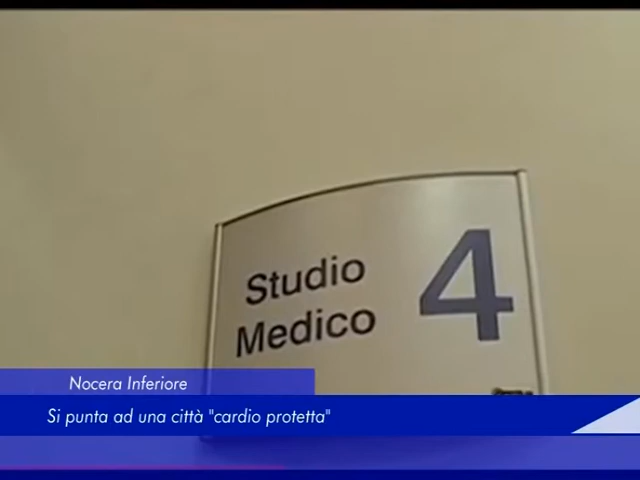 Studio
Medico
4
Nocera Inferiore
Si punta ad una città "cardio protetta"